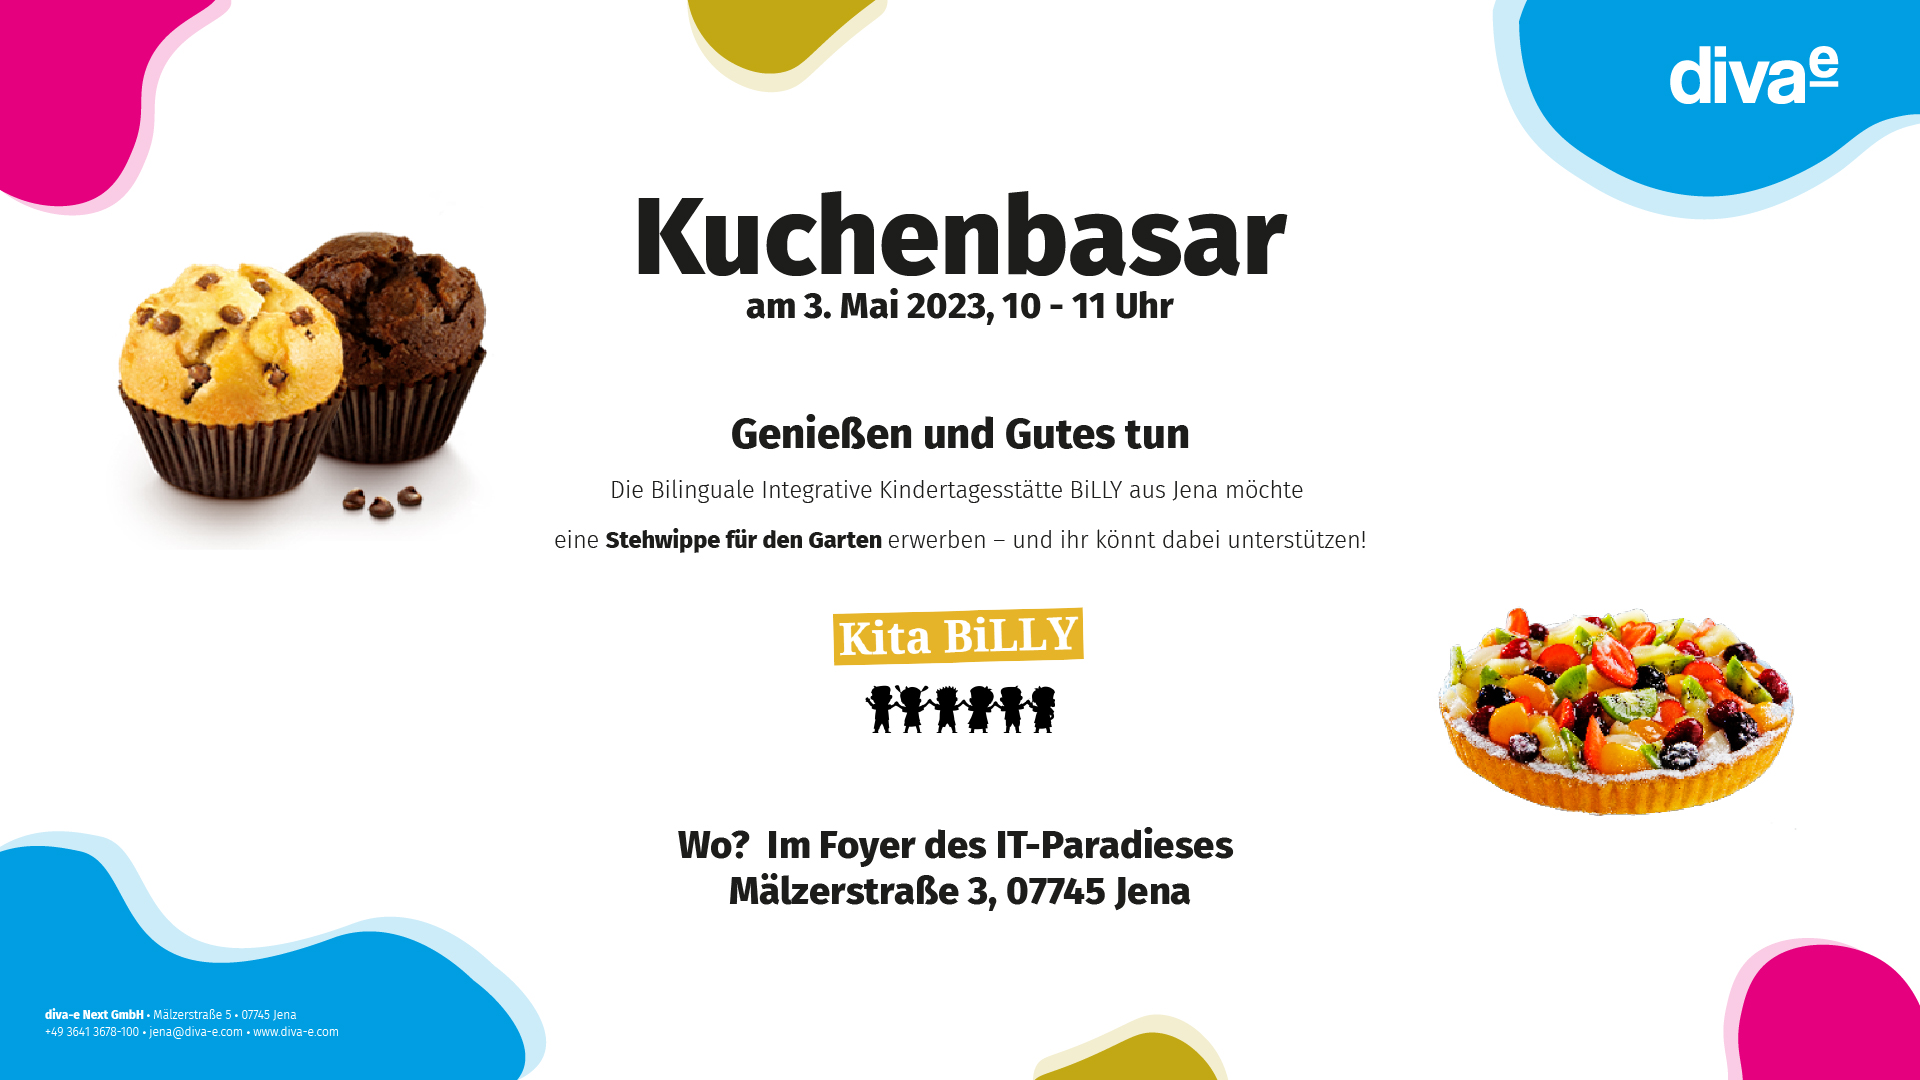 divae
Kuchenbasar
am 3. Mai 2023, 10 - 11 Uhr
Genießen und Gutes tun
Die Bilinguale Integrative Kindertagesstätte BiLLY aus Jena möchte
eine Stehwippe für den Garten erwerben – und ihr könnt dabei unterstützen!
Kita BiLLY
Wo? Im Foyer des IT-Paradieses
Mälzerstraße 3, 07745 Jena
diva-e Next GmbH • Mälzerstraße 5 • 07745 Jena
+49 3641 3678-100 • jena@diva-e.com • www.diva-e.com